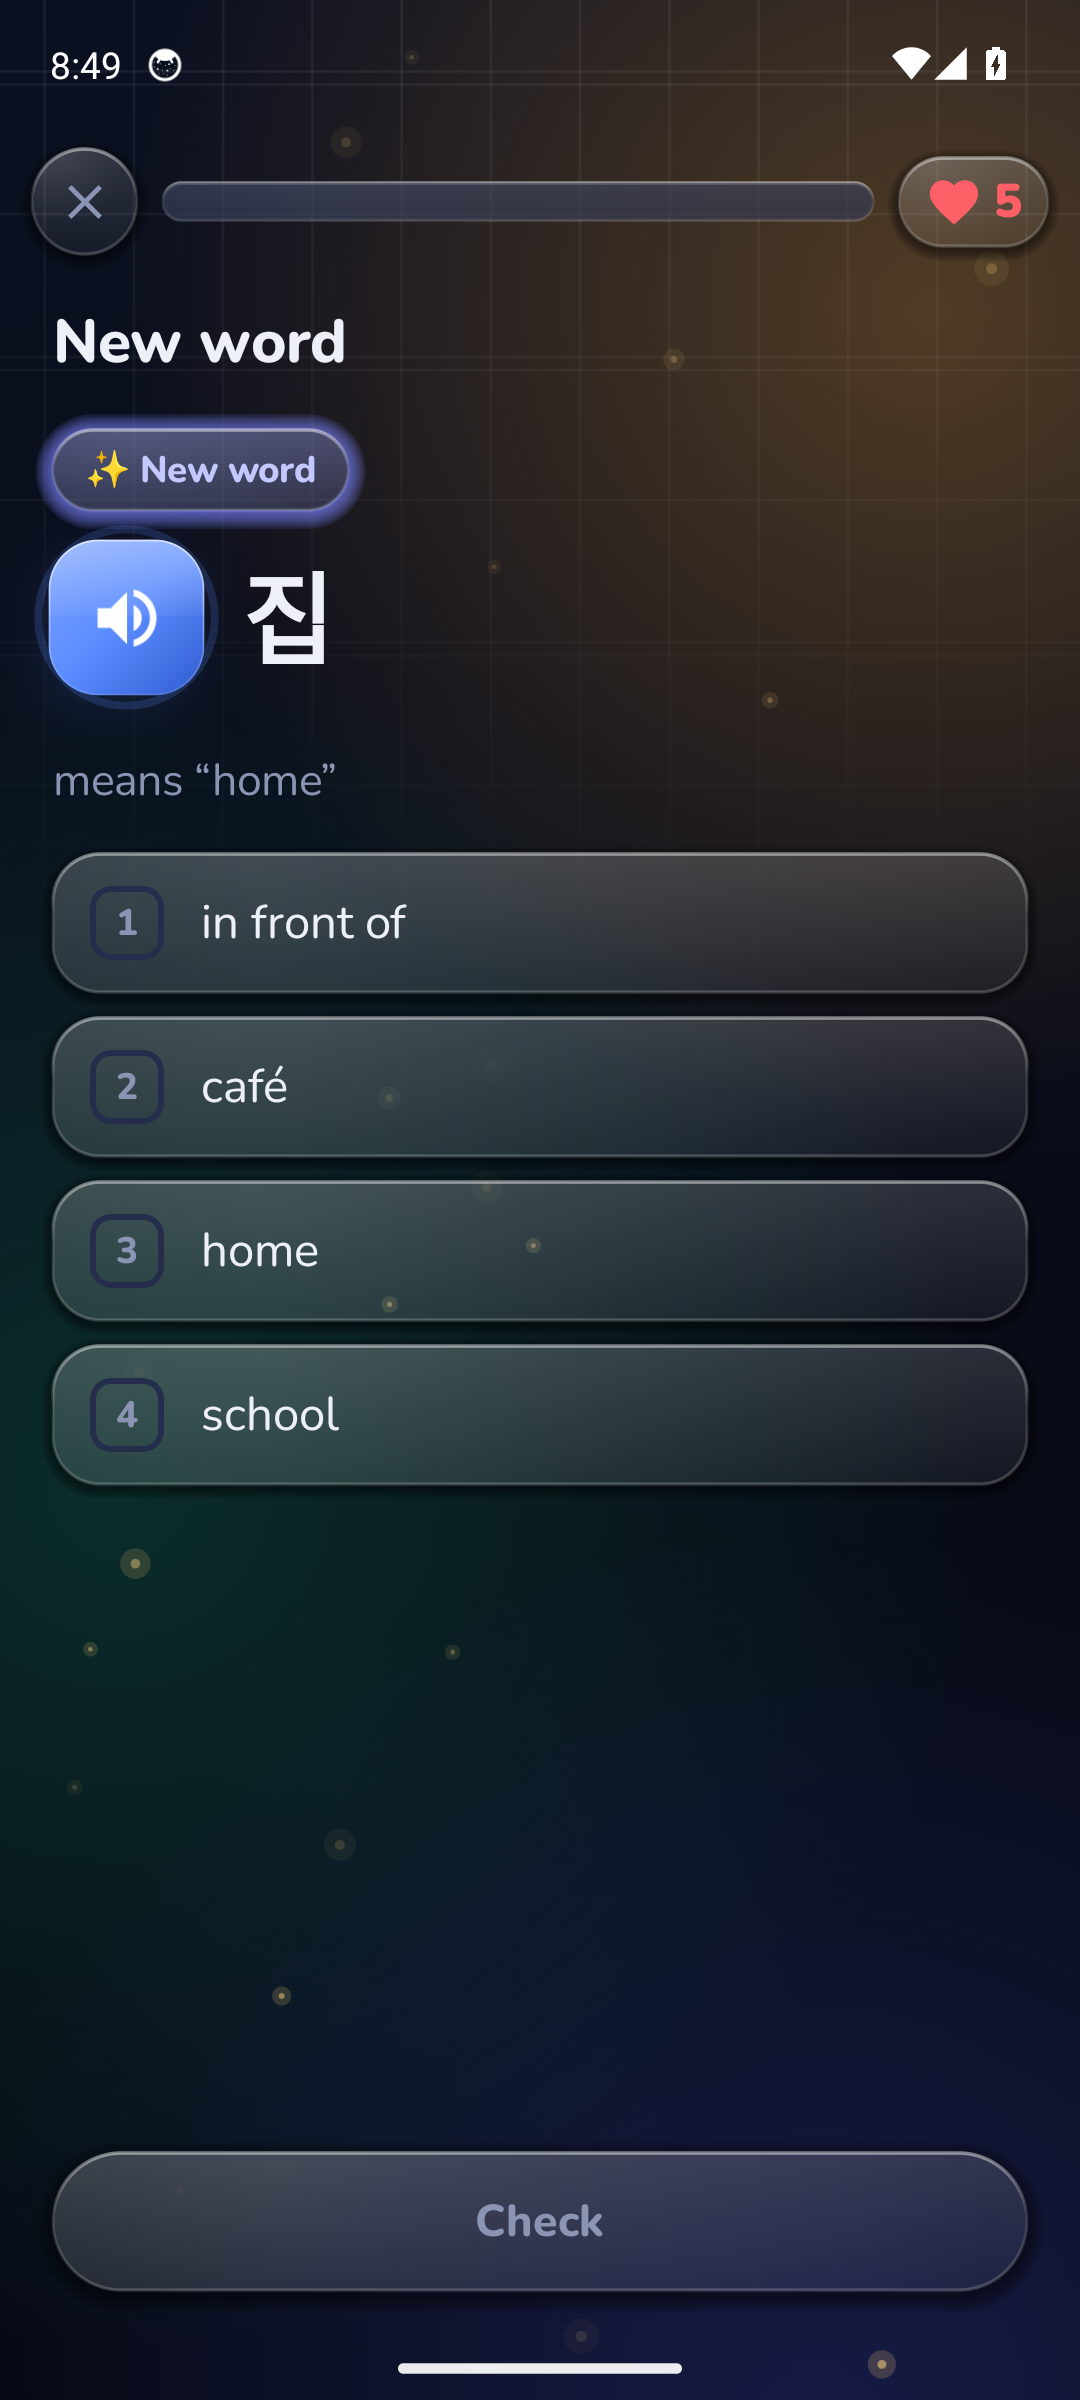 8:49
5
New word
✨ New word
집
means “home”
1 in front of
2 café
3 home
4 school
Check